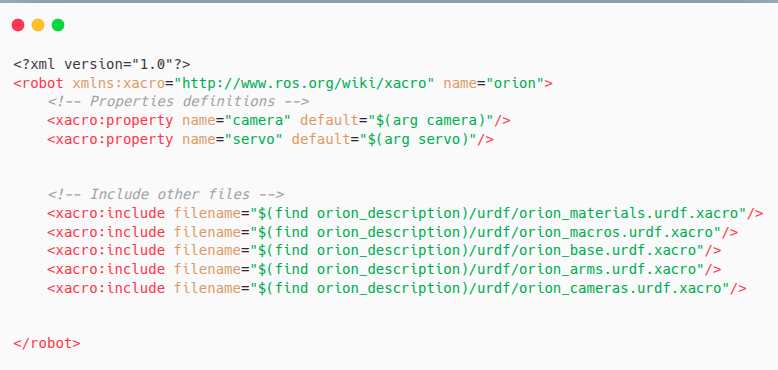 <?xml version="1.0"?>
<robot xmlns:xacro="http://www.ros.org/wiki/xacro" name="orion">
    <!-- Properties definitions -->
    <xacro:property name="camera" default="$(arg camera)"/>
    <xacro:property name="servo" default="$(arg servo)"/>
    <!-- Include other files -->
    <xacro:include filename="$(find orion_description)/urdf/orion_materials.urdf.xacro"/>
    <xacro:include filename="$(find orion_description)/urdf/orion_macros.urdf.xacro"/>
    <xacro:include filename="$(find orion_description)/urdf/orion_base.urdf.xacro"/>
    <xacro:include filename="$(find orion_description)/urdf/orion_arms.urdf.xacro"/>
    <xacro:include filename="$(find orion_description)/urdf/orion_cameras.urdf.xacro"/>
</robot>